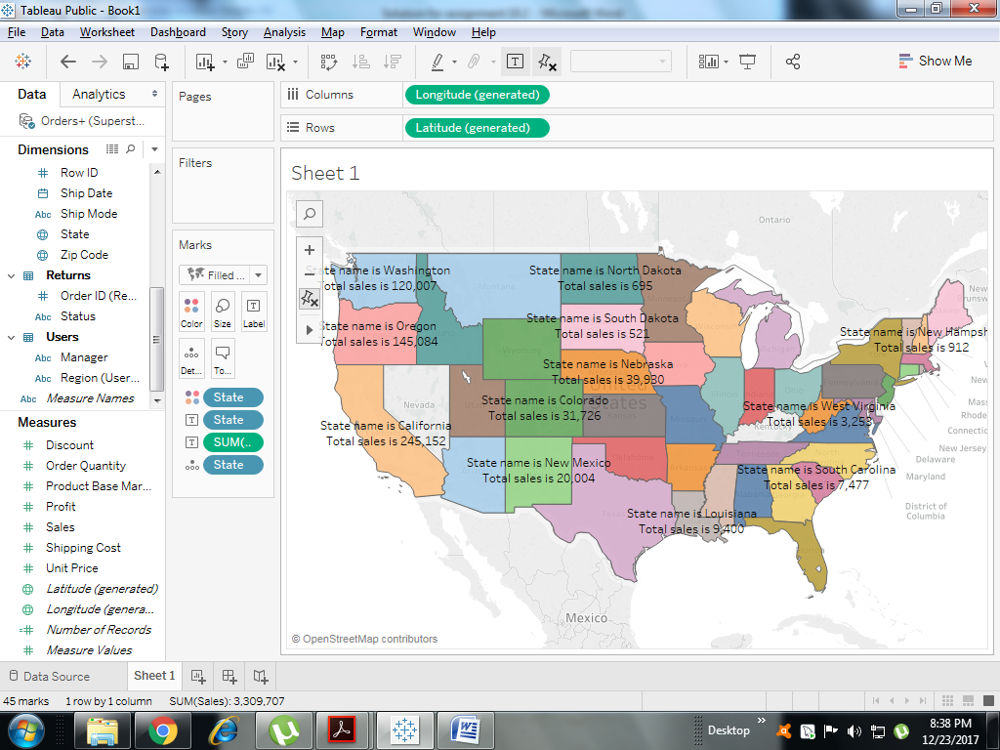 Tableau Public - Book1
File Data Worksheet Dashboard Story Analysis Map Format Window Help
Show Me
Data Analytics
Orders+ (Superst...
Dimensions
Row ID
Ship Date
Abc Ship Mode
State
Zip Code
Returns
Order ID (Re...
Abc Status
Users
Abc Manager
Abc Region (User...
Abc Measure Names
Measures
Discount
Order Quantity
Product Base Mar...
Profit
Sales
Shipping Cost
Unit Price
Latitude (generated)
Longitude (genera...
Number of Records
Measure Values
Pages
Filters
Marks
Filled ...
Color Size Label
Det... To...
State
State
SUM(..
State
Columns Longitude (generated)
Rows Latitude (generated)
Sheet 1
Ontario
State name is Washington
Total sales is 120,007
State name is North Dakota
Total sales is 695
State name is Oregon
Total sales is 145,084
State name is South Dakota
Total sales is 521
State name is New Hampsh
Total sales is 912
State name is Nebraska
Total sales is 39,930
United
States
Nevada
State name is Colorado
Total sales is 31,726
State name is West Virginia
Total sales is 3,253
Kentucky
State name is California
Total sales is 245,152
State name is New Mexico
Total sales is 20,004
State name is South Carolina
Total sales is 7,477
State name is Louisiana
Total sales is 9,400
New
Brunsw
Mass
Rhode
Connectic
New Jersey
Delaware
Maryland
District of
Columbia
Mexico
© OpenStreetMap contributors
Data Source Sheet 1
45 marks 1 row by 1 column SUM(Sales): 3,309,707
Desktop
8:38 PM
12/23/2017